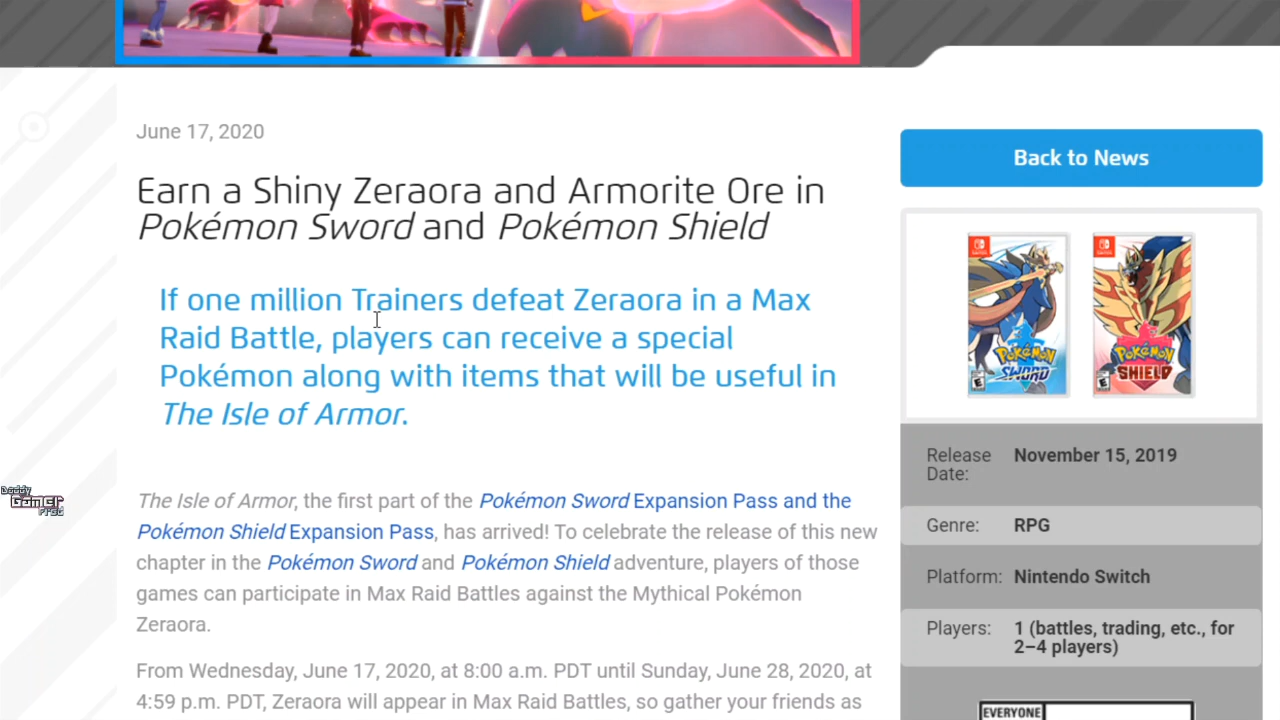 June 17, 2020
Earn a Shiny Zeraora and Armorite Ore in
Pokémon Sword and Pokémon Shield
If one million Trainers defeat Zeraora in a Max
Raid Battle, players can receive a special
Pokémon along with items that will be useful in
The Isle of Armor.
The Isle of Armor, the first part of the Pokémon Sword Expansion Pass and the
Pokémon Shield Expansion Pass, has arrived! To celebrate the release of this new
chapter in the Pokémon Sword and Pokémon Shield adventure, players of those
games can participate in Max Raid Battles against the Mythical Pokémon
Zeraora.
From Wednesday, June 17, 2020, at 8:00 a.m. PDT until Sunday, June 28, 2020, at
4:59 p.m. PDT, Zeraora will appear in Max Raid Battles, so gather your friends as
Back to News
Pokémon
SWORD
Pokémon
SHIELD
Release
Date:
November 15, 2019
Genre:
RPG
Platform:
Nintendo Switch
Players:
1 (battles, trading, etc., for
2–4 players)
EVERYONE
Daddy
GamerFred